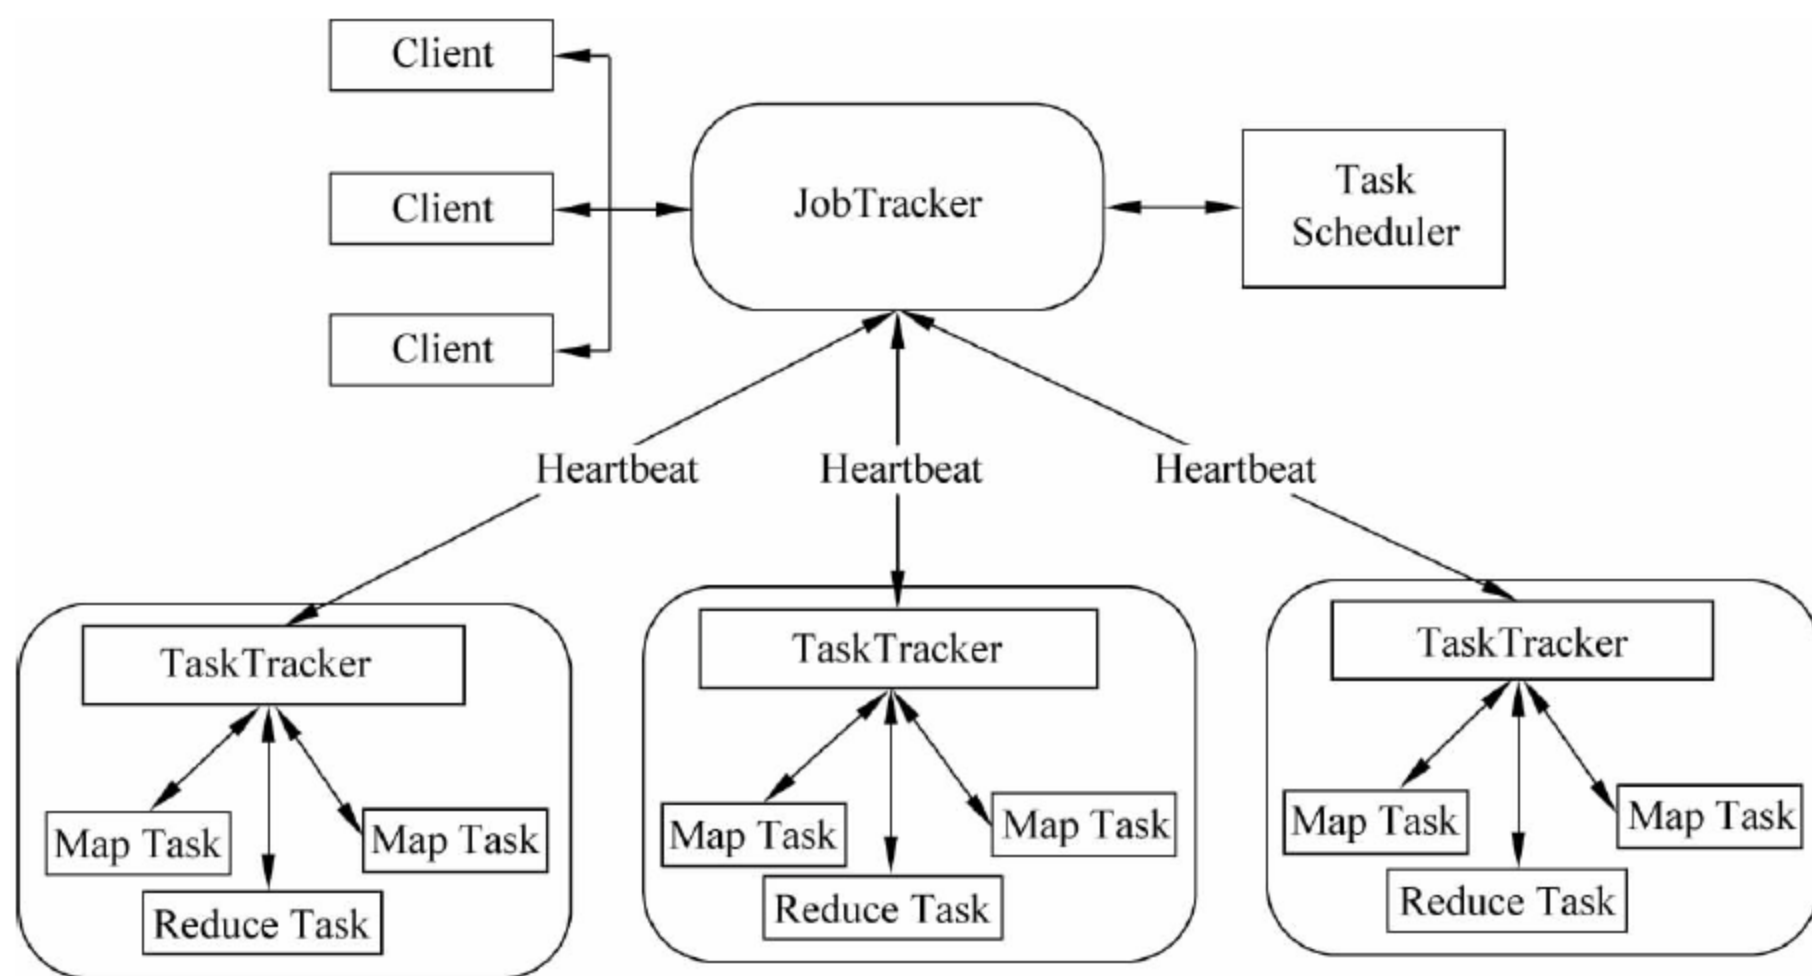 Client
Client
Client
JobTracker
Task
Scheduler
Heartbeat
Heartbeat
Heartbeat
TaskTracker
Map Task
Map Task
Reduce Task
TaskTracker
Map Task
Map Task
Reduce Task
TaskTracker
Map Task
Map Task
Reduce Task